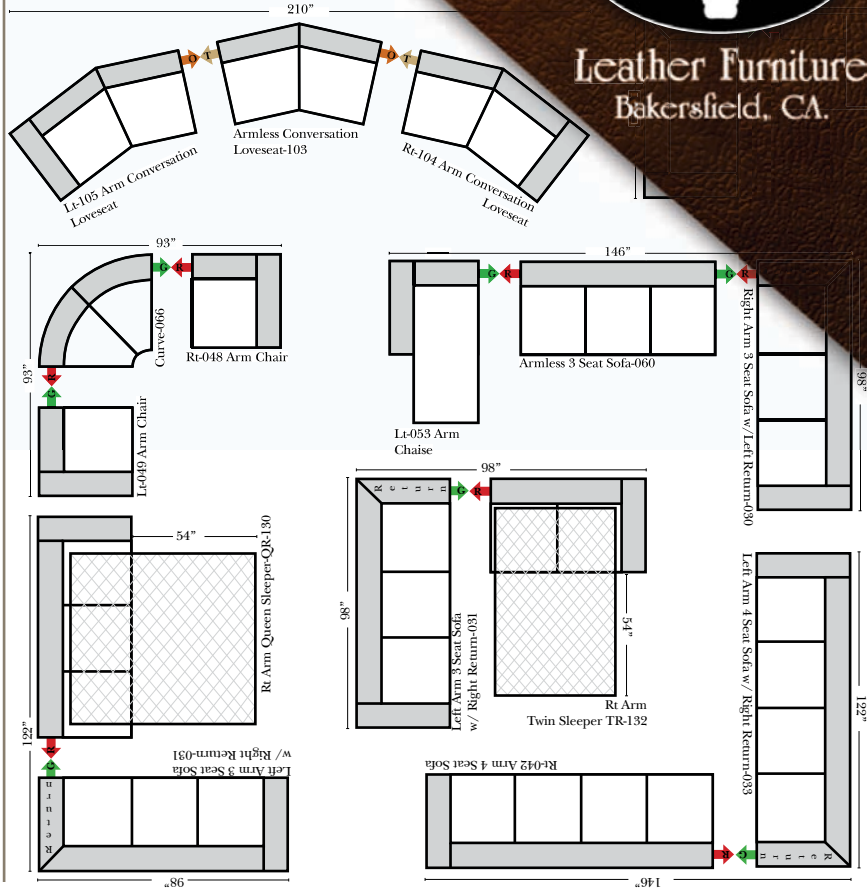 210”
Leather Furniture
Bakersfield, CA.
O T
O T
Armless Conversation
Loveseat-103
Lt-105 Arm Conversation
Loveseat
Rt-104 Arm Conversation
Loveseat
93”
G R
Curve-066
Rt-048 Arm Chair
93”
R
G
Lt-049 Arm Chair
146”
G R
G R
Armless 3 Seat Sofa-060
Lt-053 Arm
Chaise
Right Arm 3 Seat Sofa w/Left Return-030
98”
54”
Rt Arm Queen Sleeper-QR-130
122”
R
G
Left Arm 3 Seat Sofa
w/ Right Return-031
Return
98”
98”
Return
G R
98”
Left Arm 3 Seat Sofa
w/ Right Return-031
54”
Rt Arm
Twin Sleeper TR-132
Rt-042 Arm 4 Seat Sofa
R G
146”
Left Arm 4 Seat Sofa w/ Right Return-033
122”
Return